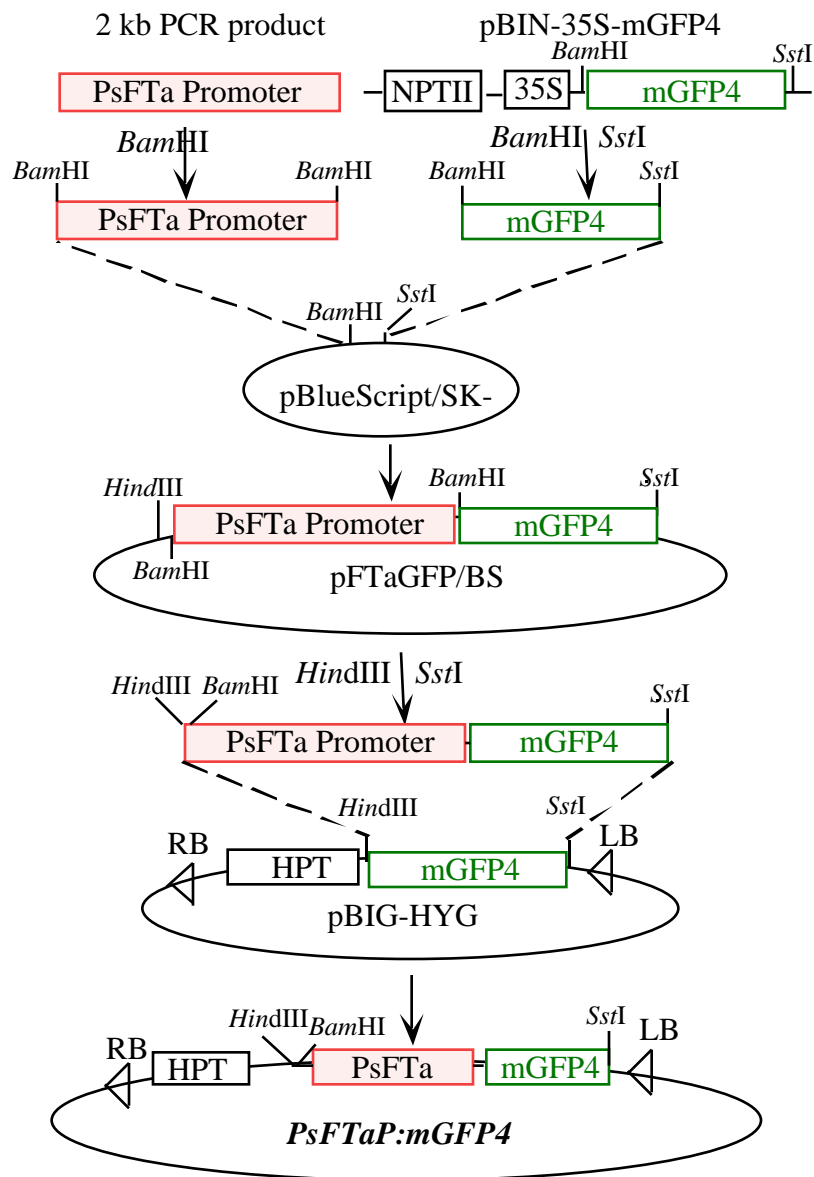 2 kb PCR product
pBIN-35S-mGFP4
BamHI
SstI
PsFTa Promoter
NPTII
35S
mGFP4
BamHI
BamHI
SstI
BamHI
BamHI
BamHI
SstI
PsFTa Promoter
mGFP4
BamHI
SstI
pBlueScript/SK-
HindIII
BamHI
SstI
PsFTa Promoter
mGFP4
BamHI
pFTaGFP/BS
HindIII
SstI
HindIII
BamHI
SstI
PsFTa Promoter
mGFP4
HindIII
SstI
RB
LB
HPT
mGFP4
pBIG-HYG
HindIII
BamHI
SstI
RB
LB
HPT
PsFTa
mGFP4
PsFTaP:mGFP4